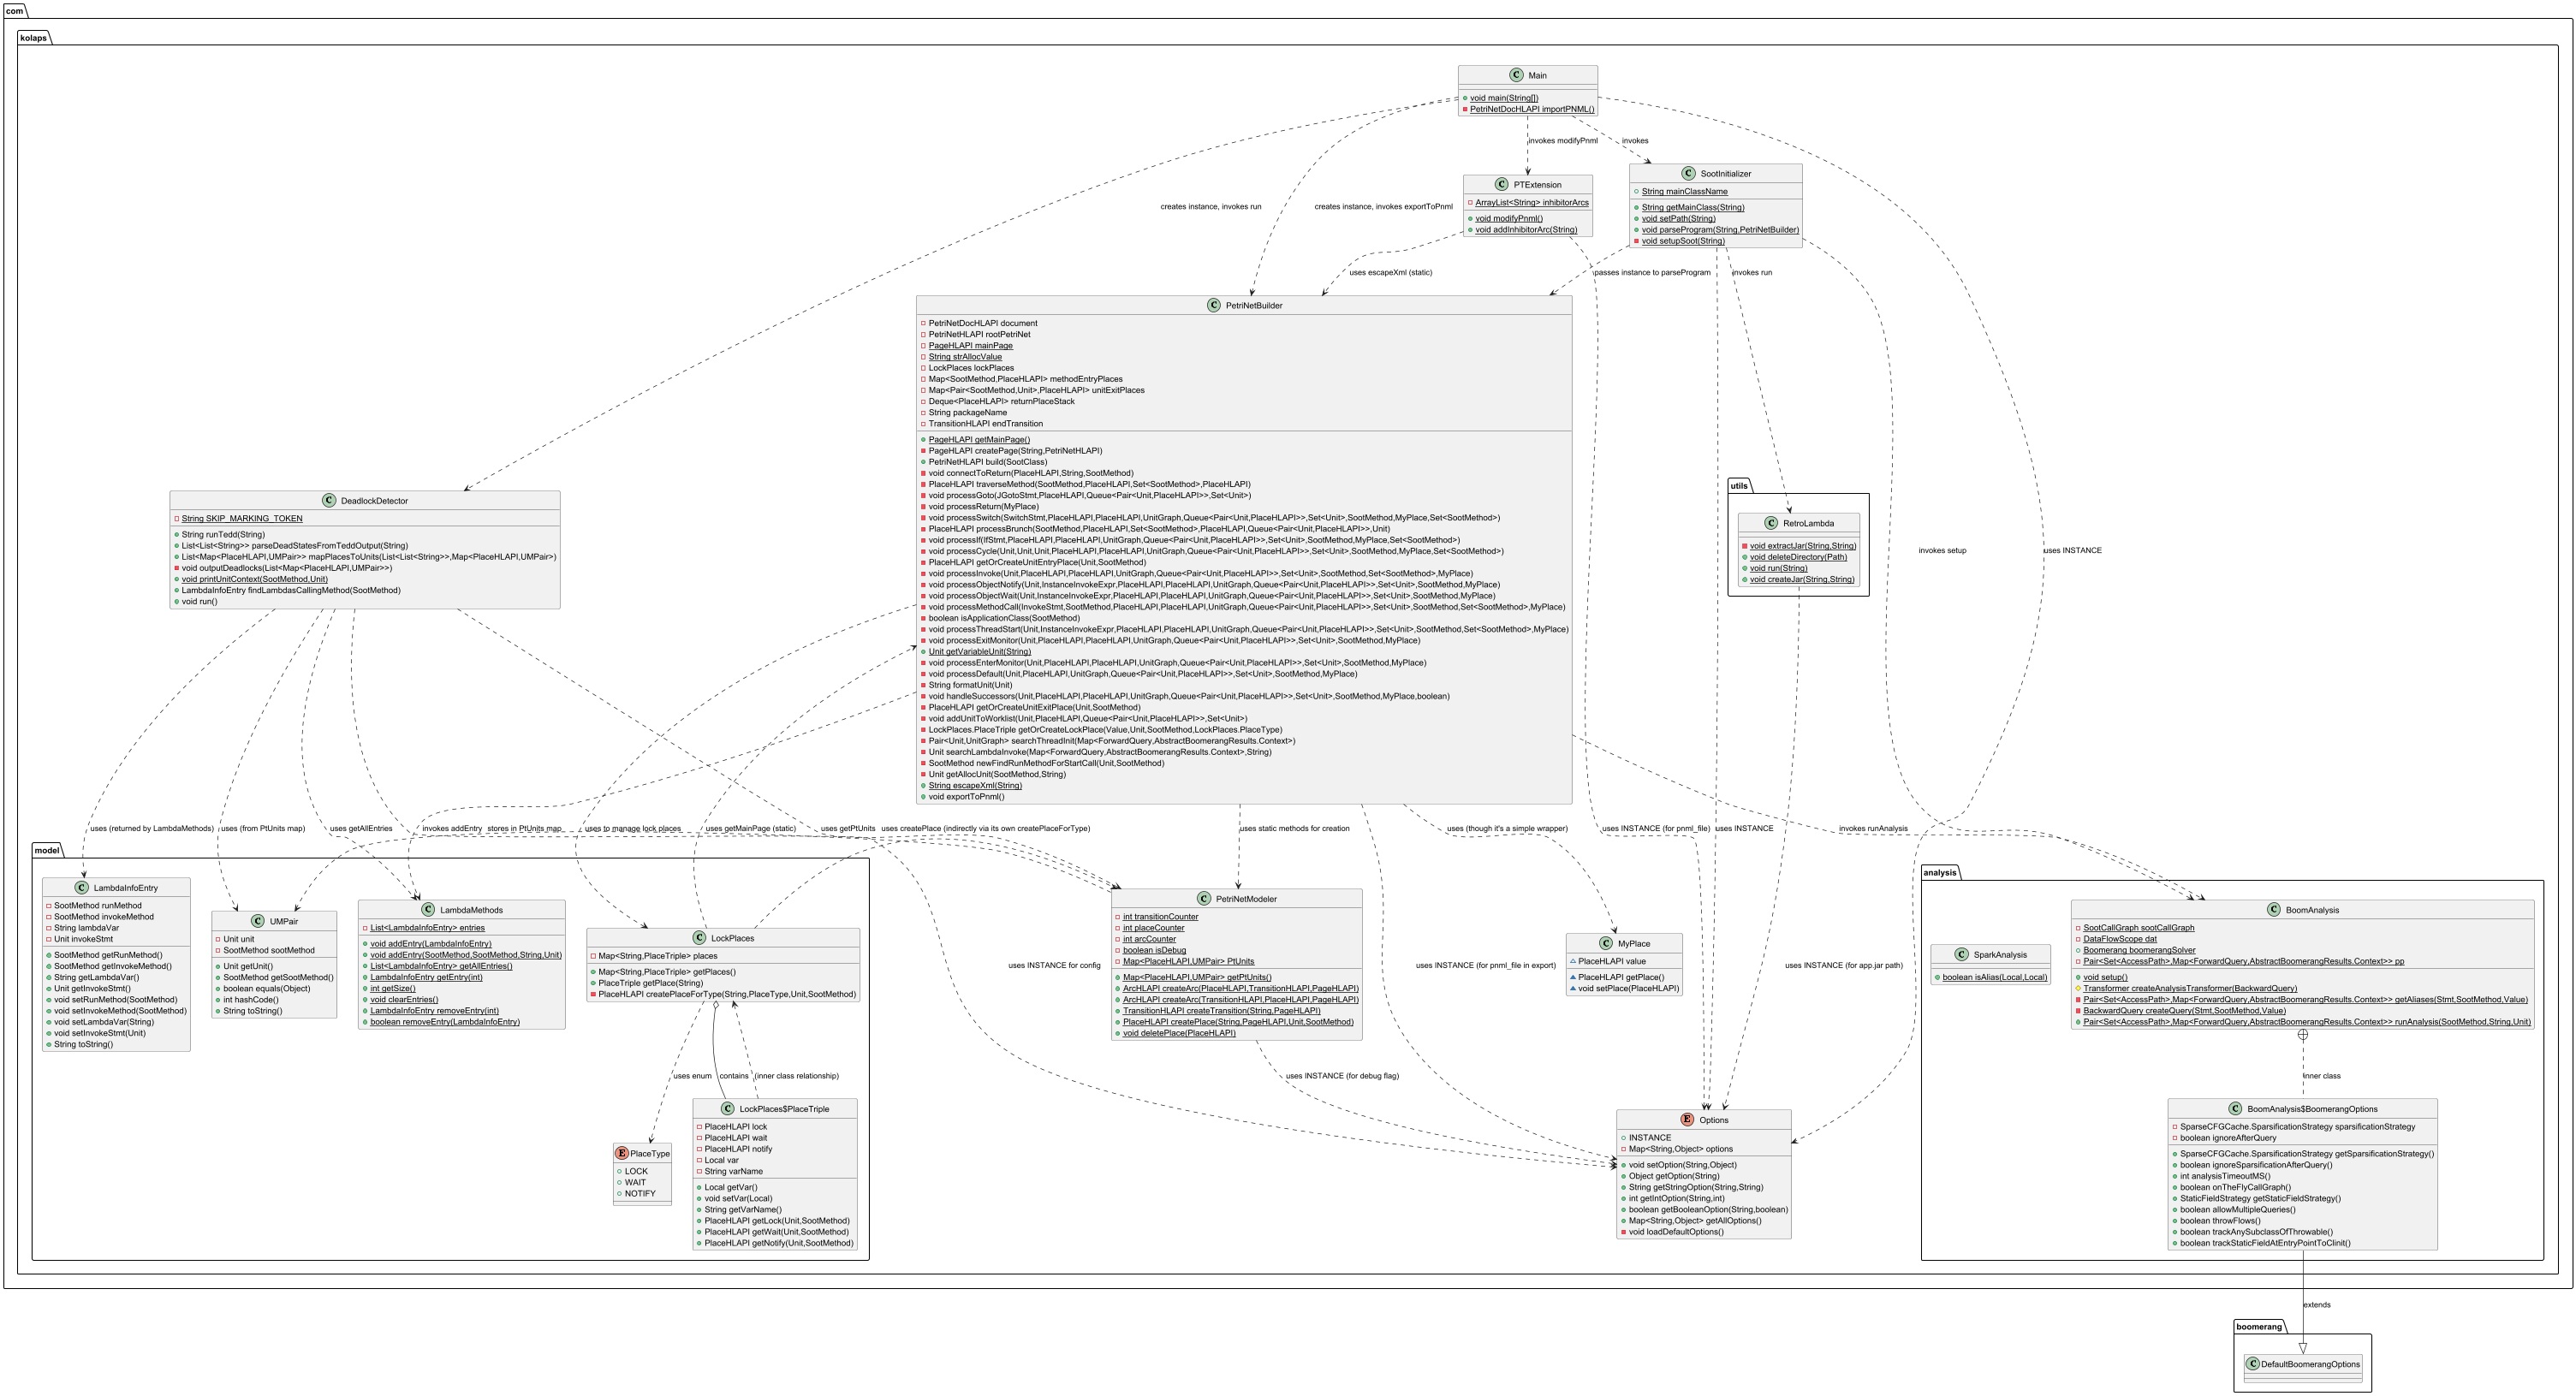 com
kolaps
C Main
void main(String[])
PetriNetDocHLAPI importPNML()
invokes modifyPnml
invokes
C SootInitializer
String mainClassName
String getMainClass(String)
void setPath(String)
void parseProgram(String,PetriNetBuilder)
void setupSoot(String)
C PTExtension
ArrayList<String> inhibitorArcs
void modifyPnml()
void addInhibitorArc(String)
creates instance, invokes run
creates instance, invokes exportToPnml
uses escapeXml (static)
passes instance to parseProgram
invokes run
C PetriNetBuilder
PetriNetDocHLAPI document
PetriNetHLAPI rootPetriNet
PageHLAPI mainPage
String strAllocValue
LockPlaces lockPlaces
Map<SootMethod,PlaceHLAPI> methodEntryPlaces
Map<Pair<SootMethod,Unit>,PlaceHLAPI> unitExitPlaces
Deque<PlaceHLAPI> returnPlaceStack
String packageName
TransitionHLAPI endTransition
PageHLAPI getMainPage()
PageHLAPI createPage(String,PetriNetHLAPI)
PetriNetHLAPI build(SootClass)
void connectToReturn(PlaceHLAPI,String,SootMethod)
PlaceHLAPI traverseMethod(SootMethod,PlaceHLAPI,Set<SootMethod>,PlaceHLAPI)
void processGoto(JGotoStmt,PlaceHLAPI,Queue<Pair<Unit,PlaceHLAPI>>,Set<Unit>)
void processReturn(MyPlace)
void processSwitch(SwitchStmt,PlaceHLAPI,PlaceHLAPI,UnitGraph,Queue<Pair<Unit,PlaceHLAPI>>,Set<Unit>,SootMethod,MyPlace,Set<SootMethod>)
PlaceHLAPI processBrunch(SootMethod,PlaceHLAPI,Set<SootMethod>,PlaceHLAPI,Queue<Pair<Unit,PlaceHLAPI>>,Unit)
void processIf(IfStmt,PlaceHLAPI,PlaceHLAPI,UnitGraph,Queue<Pair<Unit,PlaceHLAPI>>,Set<Unit>,SootMethod,MyPlace,Set<SootMethod>)
void processCycle(Unit,Unit,Unit,PlaceHLAPI,PlaceHLAPI,UnitGraph,Queue<Pair<Unit,PlaceHLAPI>>,Set<Unit>,SootMethod,MyPlace,Set<SootMethod>)
PlaceHLAPI getOrCreateUnitEntryPlace(Unit,SootMethod)
void processInvoke(Unit,PlaceHLAPI,PlaceHLAPI,UnitGraph,Queue<Pair<Unit,PlaceHLAPI>>,Set<Unit>,SootMethod,Set<SootMethod>,MyPlace)
void processObjectNotify(Unit,InstanceInvokeExpr,PlaceHLAPI,PlaceHLAPI,UnitGraph,Queue<Pair<Unit,PlaceHLAPI>>,Set<Unit>,SootMethod,MyPlace)
void processObjectWait(Unit,InstanceInvokeExpr,PlaceHLAPI,PlaceHLAPI,UnitGraph,Queue<Pair<Unit,PlaceHLAPI>>,Set<Unit>,SootMethod,MyPlace)
void processMethodCall(InvokeStmt,SootMethod,PlaceHLAPI,PlaceHLAPI,UnitGraph,Queue<Pair<Unit,PlaceHLAPI>>,Set<Unit>,SootMethod,Set<SootMethod>,MyPlace)
boolean isApplicationClass(SootMethod)
void processThreadStart(Unit,InstanceInvokeExpr,PlaceHLAPI,PlaceHLAPI,UnitGraph,Queue<Pair<Unit,PlaceHLAPI>>,Set<Unit>,SootMethod,Set<SootMethod>,MyPlace)
void processExitMonitor(Unit,PlaceHLAPI,PlaceHLAPI,UnitGraph,Queue<Pair<Unit,PlaceHLAPI>>,Set<Unit>,SootMethod,MyPlace)
Unit getVariableUnit(String)
void processEnterMonitor(Unit,PlaceHLAPI,PlaceHLAPI,UnitGraph,Queue<Pair<Unit,PlaceHLAPI>>,Set<Unit>,SootMethod,MyPlace)
void processDefault(Unit,PlaceHLAPI,UnitGraph,Queue<Pair<Unit,PlaceHLAPI>>,Set<Unit>,SootMethod,MyPlace)
String formatUnit(Unit)
void handleSuccessors(Unit,PlaceHLAPI,PlaceHLAPI,UnitGraph,Queue<Pair<Unit,PlaceHLAPI>>,Set<Unit>,SootMethod,MyPlace,boolean)
PlaceHLAPI getOrCreateUnitExitPlace(Unit,SootMethod)
void addUnitToWorklist(Unit,PlaceHLAPI,Queue<Pair<Unit,PlaceHLAPI>>,Set<Unit>)
LockPlaces.PlaceTriple getOrCreateLockPlace(Value,Unit,SootMethod,LockPlaces.PlaceType)
Pair<Unit,UnitGraph> searchThreadInit(Map<ForwardQuery,AbstractBoomerangResults.Context>)
Unit searchLambdaInvoke(Map<ForwardQuery,AbstractBoomerangResults.Context>,String)
SootMethod newFindRunMethodForStartCall(Unit,SootMethod)
Unit getAllocUnit(SootMethod,String)
String escapeXml(String)
void exportToPnml()
C DeadlockDetector
String SKIP_MARKING_TOKEN
String runTedd(String)
List<List<String>> parseDeadStatesFromTeddOutput(String)
List<Map<PlaceHLAPI,UMPair>> mapPlacesToUnits(List<List<String>>,Map<PlaceHLAPI,UMPair>)
void outputDeadlocks(List<Map<PlaceHLAPI,UMPair>>)
void printUnitContext(SootMethod,Unit)
LambdaInfoEntry findLambdasCallingMethod(SootMethod)
void run()
utils
C RetroLambda
void extractJar(String,String)
void deleteDirectory(Path)
void run(String)
void createJar(String,String)
invokes setup
uses INSTANCE
uses (returned by LambdaMethods)
uses (from PtUnits map)
uses getAllEntries
invokes addEntry
stores in PtUnits map
uses to manage lock places
uses getMainPage (static)
uses getPtUnits
uses createPlace (indirectly via its own createPlaceForType)
uses static methods for creation
uses (though it's a simple wrapper)
uses INSTANCE (for pnml_file)
uses INSTANCE
invokes runAnalysis
model
C LambdaInfoEntry
SootMethod runMethod
SootMethod invokeMethod
String lambdaVar
Unit invokeStmt
SootMethod getRunMethod()
SootMethod getInvokeMethod()
String getLambdaVar()
Unit getInvokeStmt()
void setRunMethod(SootMethod)
void setInvokeMethod(SootMethod)
void setLambdaVar(String)
void setInvokeStmt(Unit)
String toString()
C UMPair
Unit unit
SootMethod sootMethod
Unit getUnit()
SootMethod getSootMethod()
boolean equals(Object)
int hashCode()
String toString()
C LambdaMethods
List<LambdaInfoEntry> entries
void addEntry(LambdaInfoEntry)
void addEntry(SootMethod,SootMethod,String,Unit)
List<LambdaInfoEntry> getAllEntries()
LambdaInfoEntry getEntry(int)
int getSize()
void clearEntries()
LambdaInfoEntry removeEntry(int)
boolean removeEntry(LambdaInfoEntry)
C LockPlaces
Map<String,PlaceTriple> places
Map<String,PlaceTriple> getPlaces()
PlaceTriple getPlace(String)
PlaceHLAPI createPlaceForType(String,PlaceType,Unit,SootMethod)
uses enum
contains
(inner class relationship)
E PlaceType
LOCK
WAIT
NOTIFY
C LockPlaces$PlaceTriple
PlaceHLAPI lock
PlaceHLAPI wait
PlaceHLAPI notify
Local var
String varName
Local getVar()
void setVar(Local)
String getVarName()
PlaceHLAPI getLock(Unit,SootMethod)
PlaceHLAPI getWait(Unit,SootMethod)
PlaceHLAPI getNotify(Unit,SootMethod)
C PetriNetModeler
int transitionCounter
int placeCounter
int arcCounter
boolean isDebug
Map<PlaceHLAPI,UMPair> PtUnits
Map<PlaceHLAPI,UMPair> getPtUnits()
ArcHLAPI createArc(PlaceHLAPI,TransitionHLAPI,PageHLAPI)
ArcHLAPI createArc(TransitionHLAPI,PlaceHLAPI,PageHLAPI)
TransitionHLAPI createTransition(String,PageHLAPI)
PlaceHLAPI createPlace(String,PageHLAPI,Unit,SootMethod)
void deletePlace(PlaceHLAPI)
C MyPlace
PlaceHLAPI value
PlaceHLAPI getPlace()
void setPlace(PlaceHLAPI)
uses INSTANCE for config
uses INSTANCE (for pnml_file in export)
uses INSTANCE (for app.jar path)
uses INSTANCE (for debug flag)
E Options
INSTANCE
Map<String,Object> options
void setOption(String,Object)
Object getOption(String)
String getStringOption(String,String)
int getIntOption(String,int)
boolean getBooleanOption(String,boolean)
Map<String,Object> getAllOptions()
void loadDefaultOptions()
analysis
C SparkAnalysis
boolean isAlias(Local,Local)
C BoomAnalysis
SootCallGraph sootCallGraph
DataFlowScope dat
Boomerang boomerangSolver
Pair<Set<AccessPath>,Map<ForwardQuery,AbstractBoomerangResults.Context>> pp
void setup()
Transformer createAnalysisTransformer(BackwardQuery)
Pair<Set<AccessPath>,Map<ForwardQuery,AbstractBoomerangResults.Context>> getAliases(Stmt,SootMethod,Value)
BackwardQuery createQuery(Stmt,SootMethod,Value)
Pair<Set<AccessPath>,Map<ForwardQuery,AbstractBoomerangResults.Context>> runAnalysis(SootMethod,String,Unit)
inner class
C BoomAnalysis$BoomerangOptions
SparseCFGCache.SparsificationStrategy sparsificationStrategy
boolean ignoreAfterQuery
SparseCFGCache.SparsificationStrategy getSparsificationStrategy()
boolean ignoreSparsificationAfterQuery()
int analysisTimeoutMS()
boolean onTheFlyCallGraph()
StaticFieldStrategy getStaticFieldStrategy()
boolean allowMultipleQueries()
boolean throwFlows()
boolean trackAnySubclassOfThrowable()
boolean trackStaticFieldAtEntryPointToClinit()
extends
boomerang
C DefaultBoomerangOptions